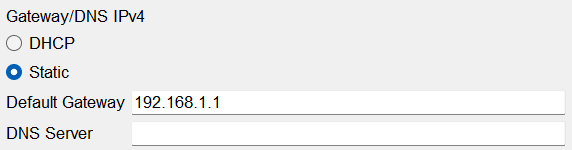 Gateway/DNS IPv4
DHCP
Static
Default Gateway 192.168.1.1
DNS Server